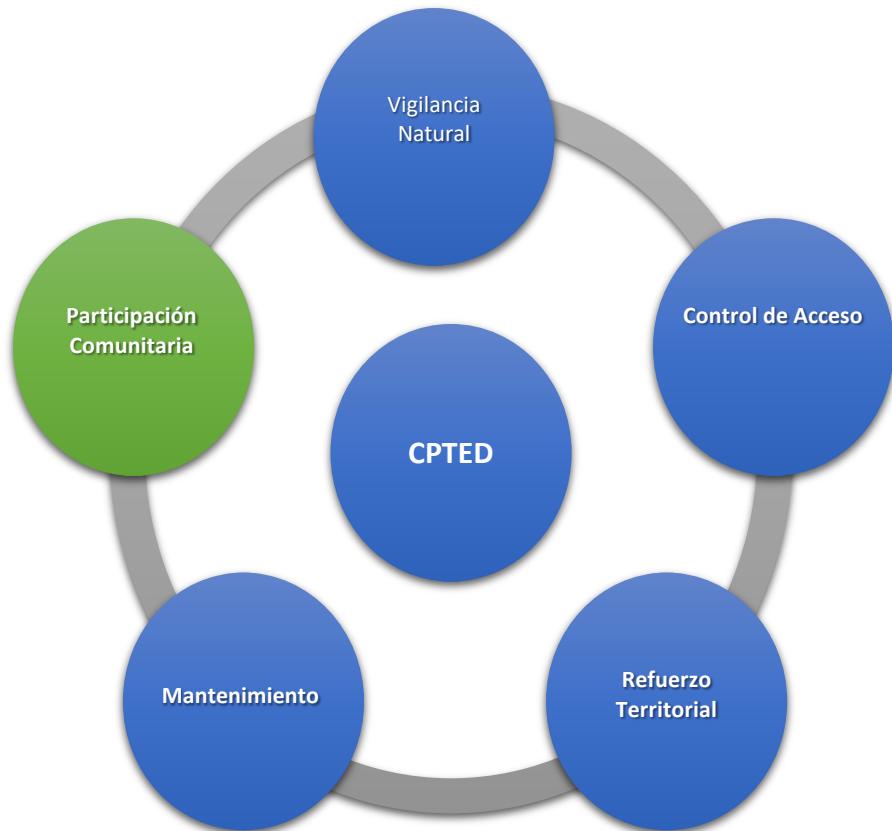 Vigilancia
Natural
Participación
Comunitaria
Control de Acceso
CPTED
Mantenimiento
Refuerzo
Territorial